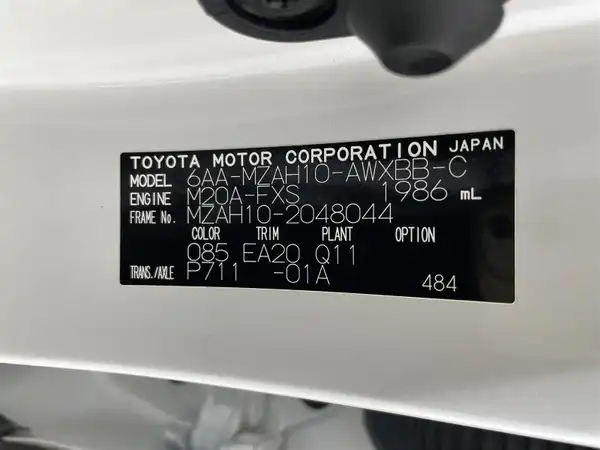 TOYOTA MOTOR CORPORATION JAPAN
MODEL 6AA-MZAH10-AWXBB-C
ENGINE M20A-FXS 1986 mL
FRAME No. MZAH10-2048044
COLOR TRIM PLANT OPTION
085 EA20 Q11
TRANS./AXLE P711 -01A 484